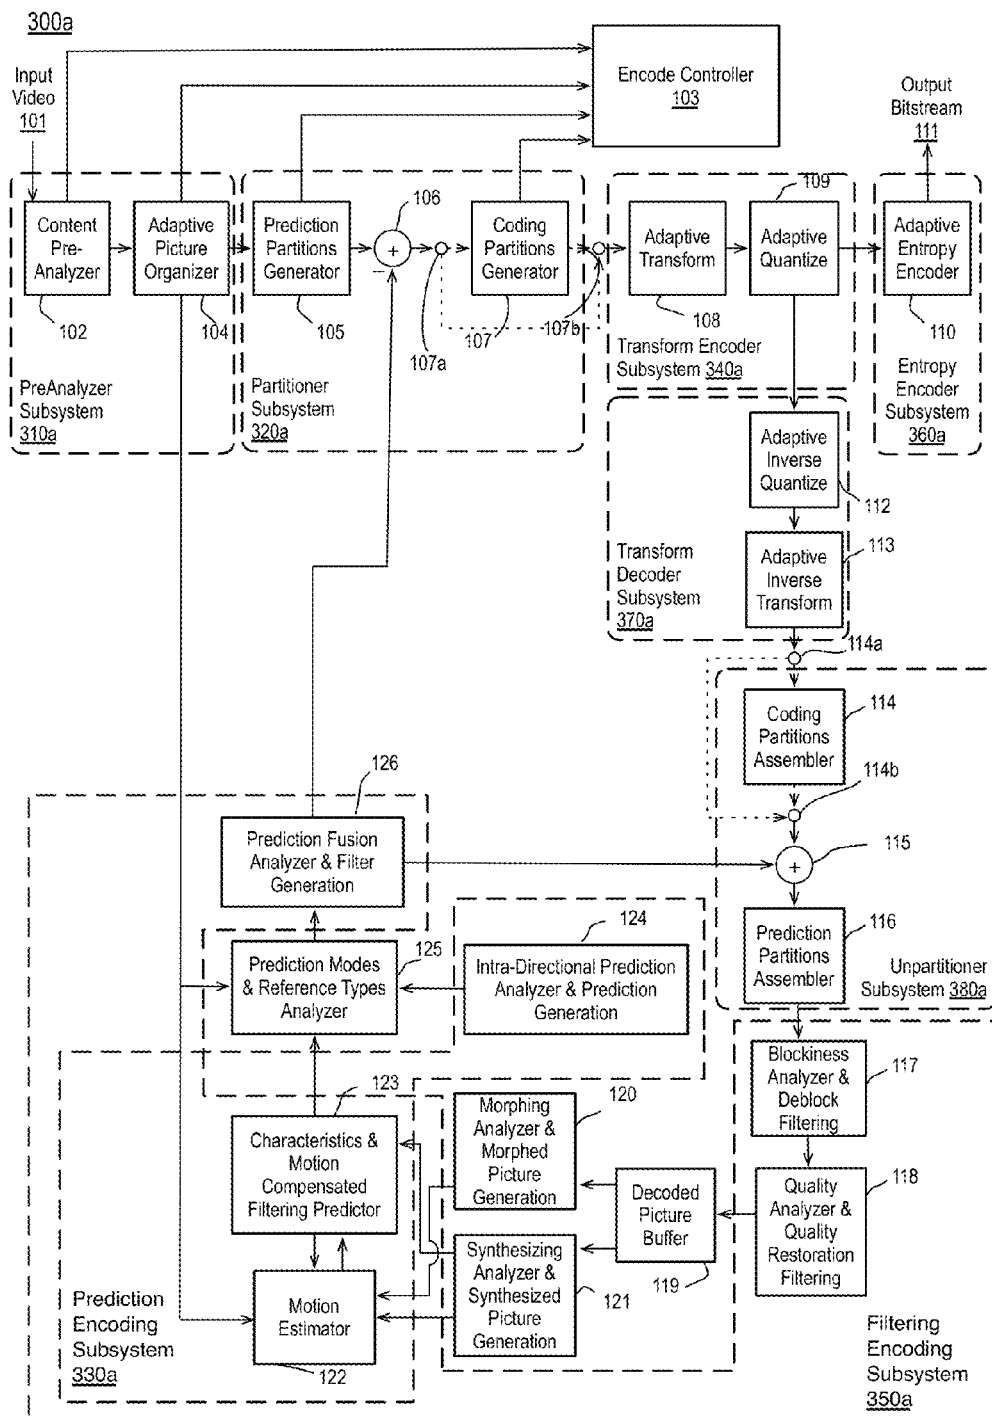 300a
Input
Video
101
Encode Controller
103
Output
Bitstream
111
Content
Pre-
Analyzer
102
Adaptive
Picture
Organizer
104
Prediction
Partitions
Generator
105
106
+
–
107a
Coding
Partitions
Generator
107
107b
109
Adaptive
Transform
108
Adaptive
Quantize
Adaptive
Entropy
Encoder
110
PreAnalyzer
Subsystem
310a
Partitioner
Subsystem
320a
Transform Encoder
Subsystem 340a
Entropy
Encoder
Subsystem
360a
Adaptive
Inverse
Quantize
112
Adaptive
Inverse
Transform
113
Transform
Decoder
Subsystem
370a
114a
Coding
Partitions
Assembler
114
114b
+
115
Prediction
Partitions
Assembler
116
Unpartitioner
Subsystem 380a
126
Prediction Fusion
Analyzer & Filter
Generation
Prediction Modes
& Reference Types
Analyzer
125
124
Intra-Directional Prediction
Analyzer & Prediction
Generation
Blockiness
Analyzer &
Deblock
Filtering
117
123
Characteristics &
Motion
Compensated
Filtering Predictor
Morphing
Analyzer &
Morphed
Picture
Generation
120
Decoded
Picture
Buffer
119
Quality
Analyzer &
Quality
Restoration
Filtering
118
Synthesizing
Analyzer &
Synthesized
Picture
Generation
121
Motion
Estimator
122
Prediction
Encoding
Subsystem
330a
Filtering
Encoding
Subsystem
350a